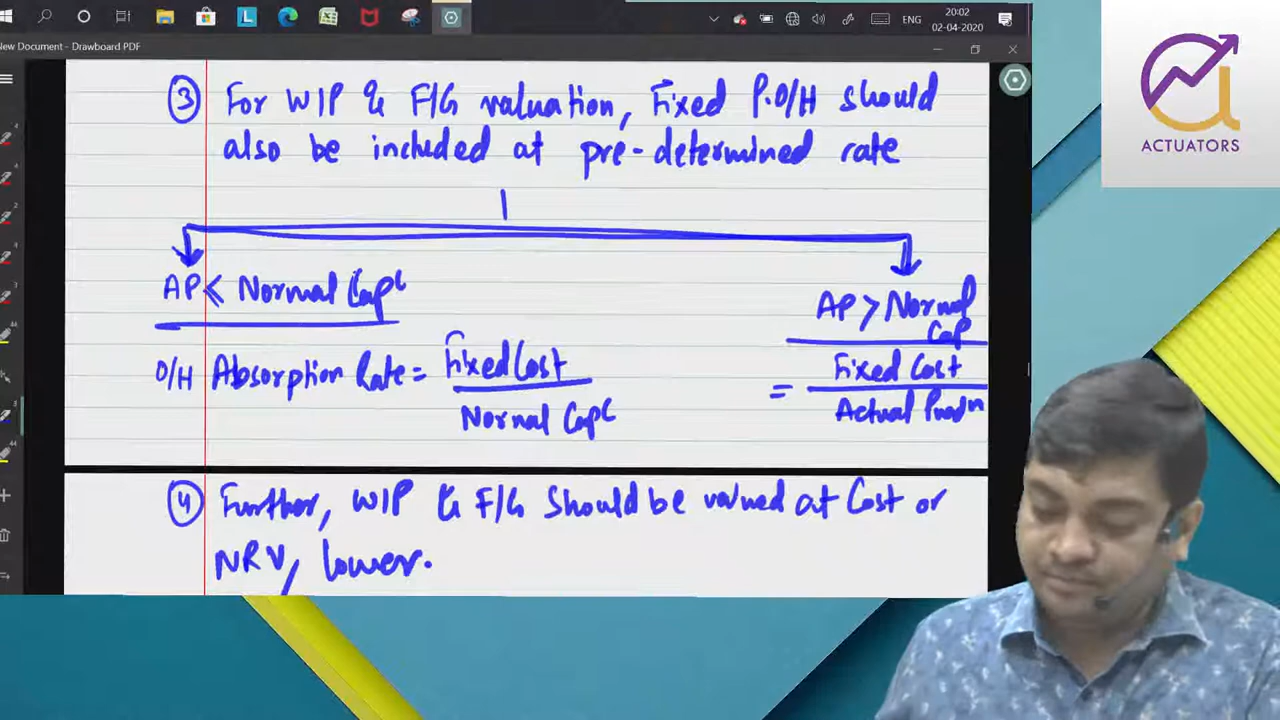 20:02
ENG
02-04-2020
New Document - Drawboard PDF
ACTUATORS
③ For WIP & F/G valuation, Fixed P.O/H should
also be included at pre-determined rate
AP < Normal Capc
AP > Normal
Cap
O/H Absorption Rate = Fixed Cost
Normal Capc
= Fixed Cost
Actual Prodn
④ Further, WIP & F/G Should be valued at Cost or
NRV, lower.